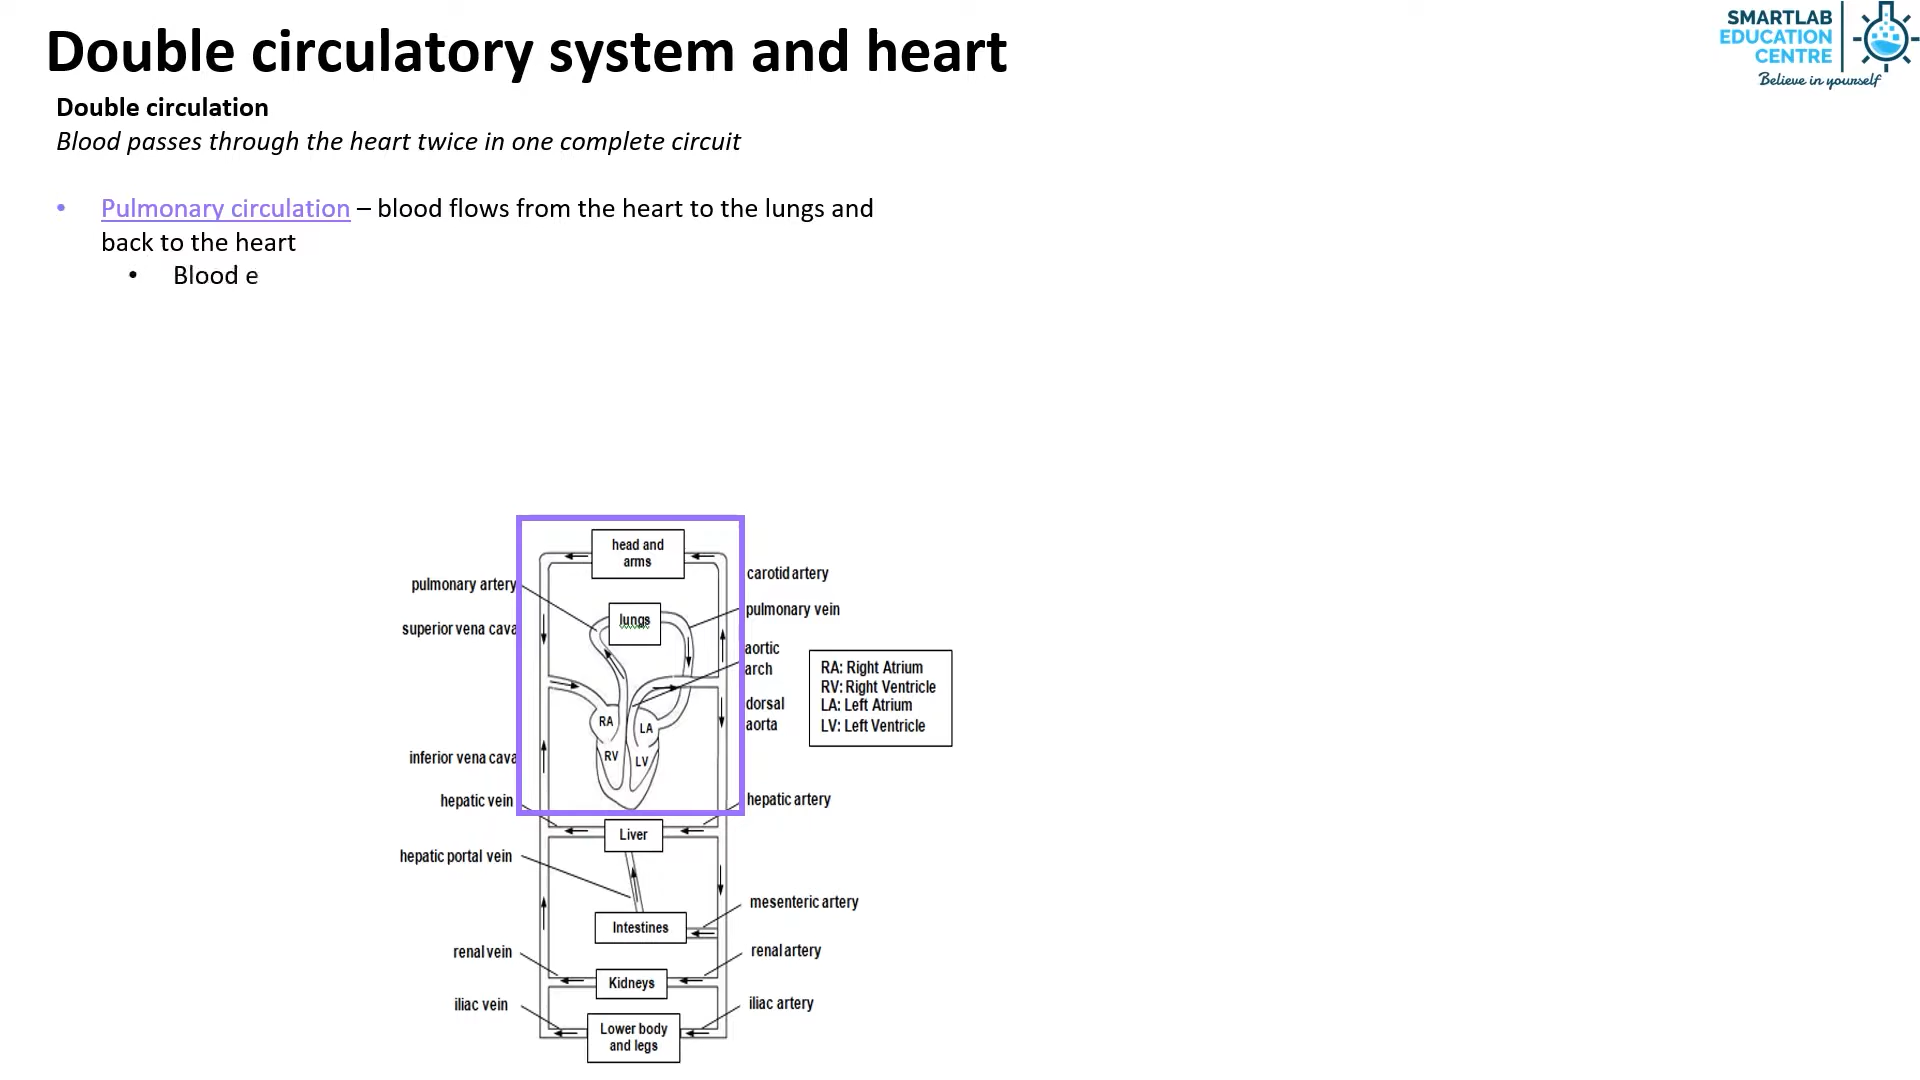 Double circulatory system and heart
SMARTLAB
EDUCATION
CENTRE
Believe in yourself
Double circulation
Blood passes through the heart twice in one complete circuit
• Pulmonary circulation – blood flows from the heart to the lungs and
back to the heart
• Blood e
head and
arms
pulmonary artery
carotid artery
lungs
pulmonary vein
superior vena cava
aortic
arch
RA: Right Atrium
RV: Right Ventricle
LA: Left Atrium
LV: Left Ventricle
dorsal
aorta
RA
LA
RV
LV
inferior vena cava
hepatic vein
hepatic artery
Liver
hepatic portal vein
mesenteric artery
Intestines
renal vein
renal artery
Kidneys
iliac vein
iliac artery
Lower body
and legs